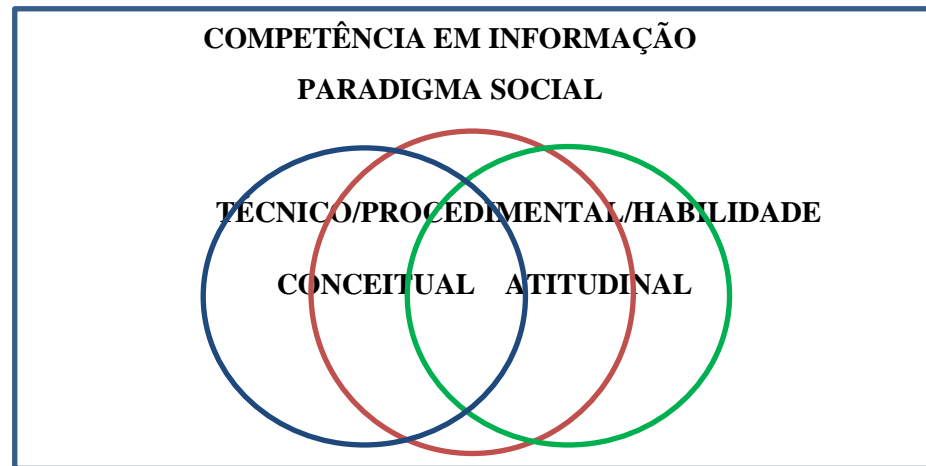 COMPETÊNCIA EM INFORMAÇÃO
PARADIGMA SOCIAL
TECNICO/PROCEDIMENTAL/HABILIDADE
CONCEITUAL ATITUDINAL